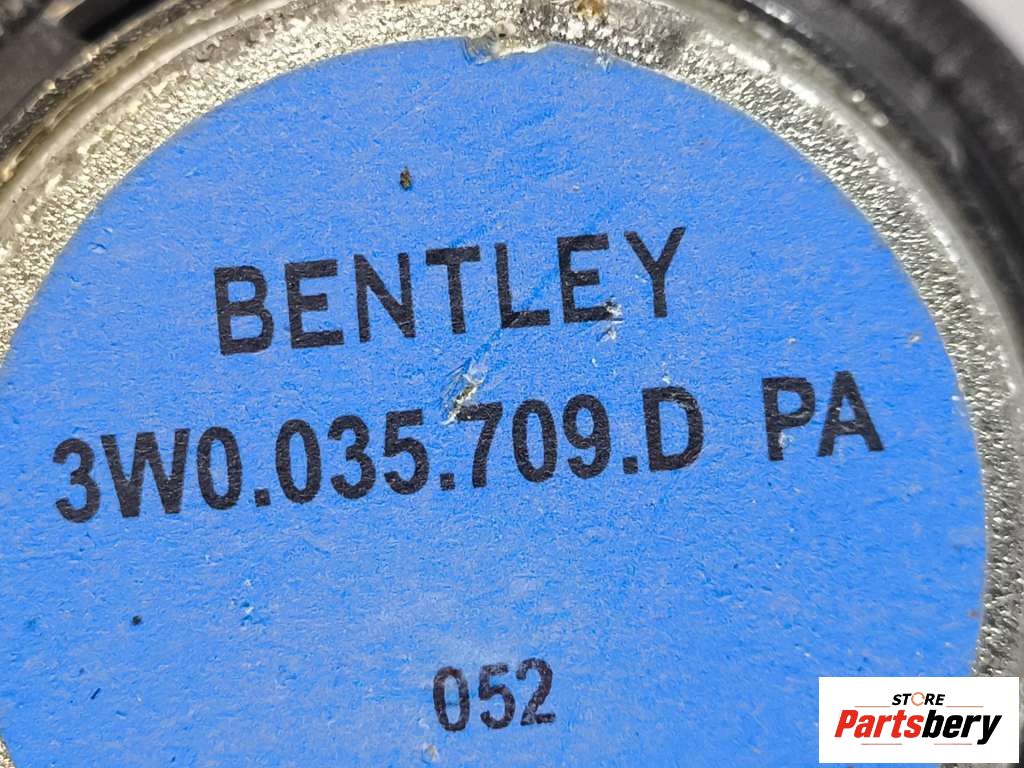 BENTLEY
3W0.035.709.D PA
052
STORE
Partsbery